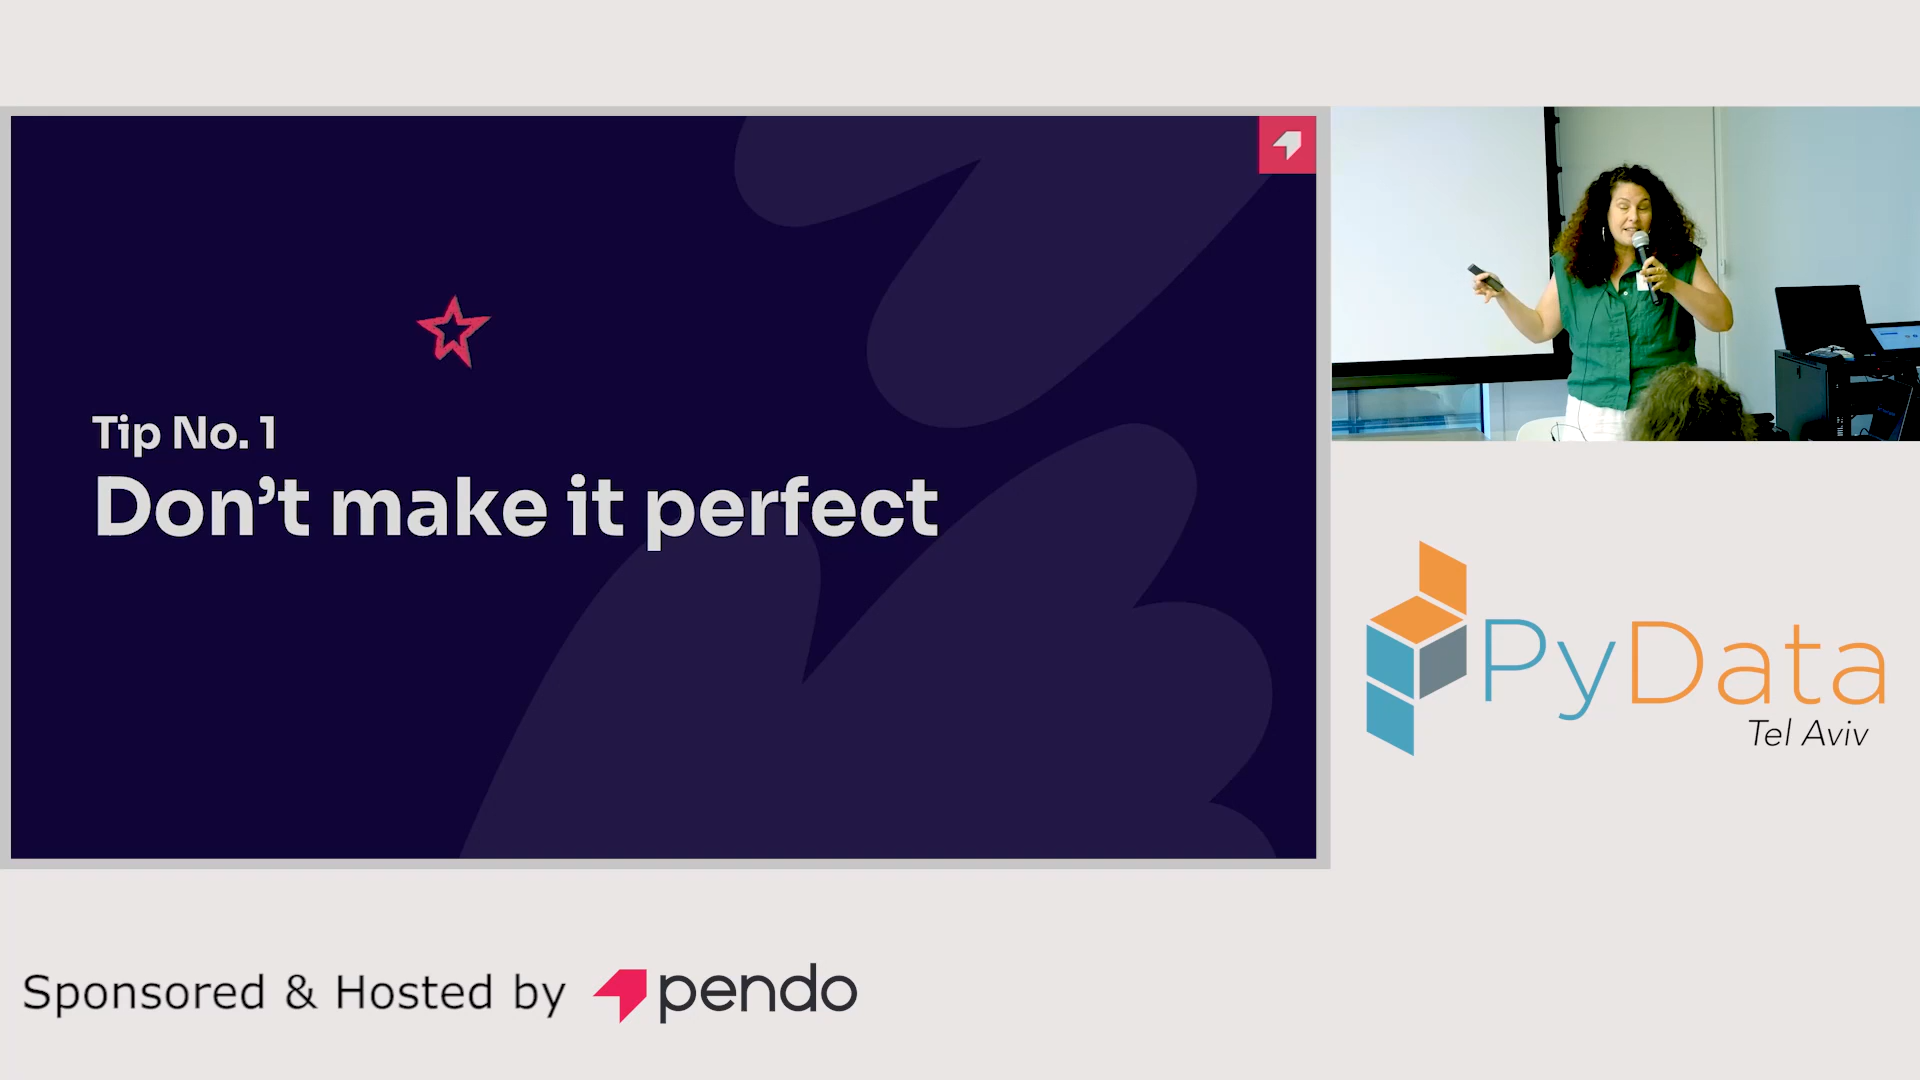 Tip No. 1
Don’t make it perfect
PyData
Tel Aviv
Sponsored & Hosted by pendo